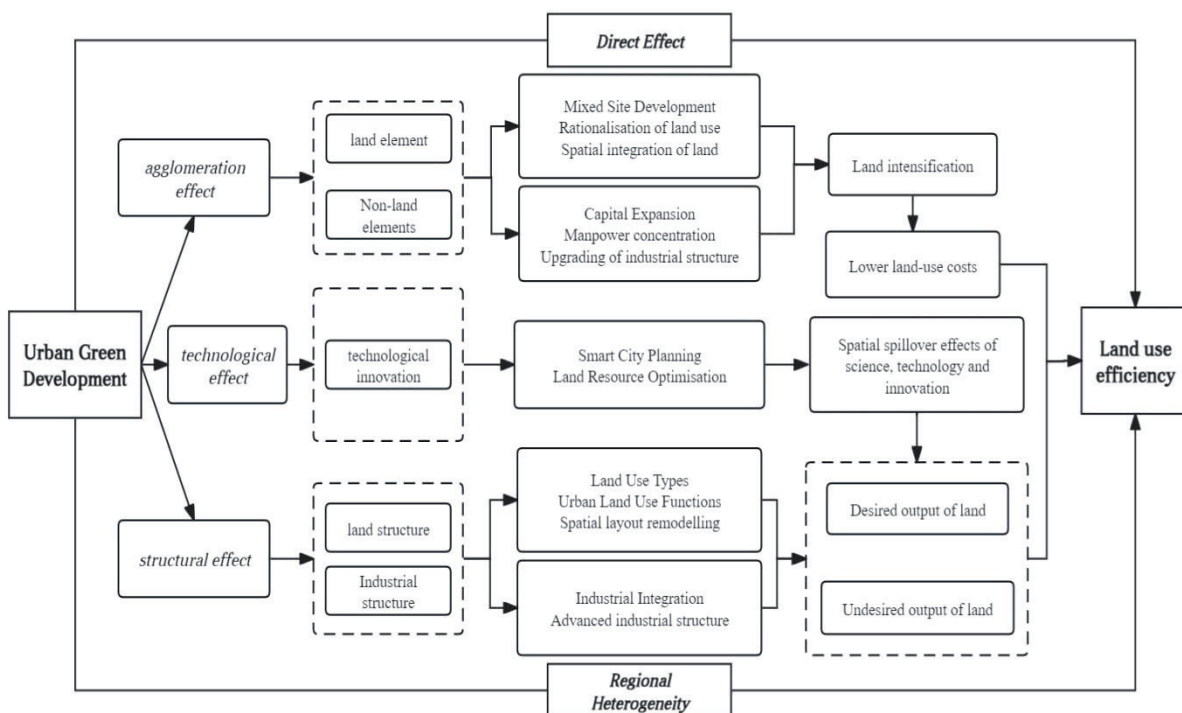 Direct Effect
Mixed Site Development
Rationalisation of land use
Spatial integration of land
land element
agglomeration
effect
Land intensification
Non-land
elements
Capital Expansion
Manpower concentration
Upgrading of industrial structure
Lower land-use costs
Urban Green
Development
technological
effect
technological
innovation
Smart City Planning
Land Resource Optimisation
Spatial spillover effects of
science, technology and
innovation
Land use
efficiency
Land Use Types
Urban Land Use Functions
Spatial layout remodelling
land structure
Desired output of land
structural effect
Industrial
structure
Industrial Integration
Advanced industrial structure
Undesired output of land
Regional
Heterogeneity